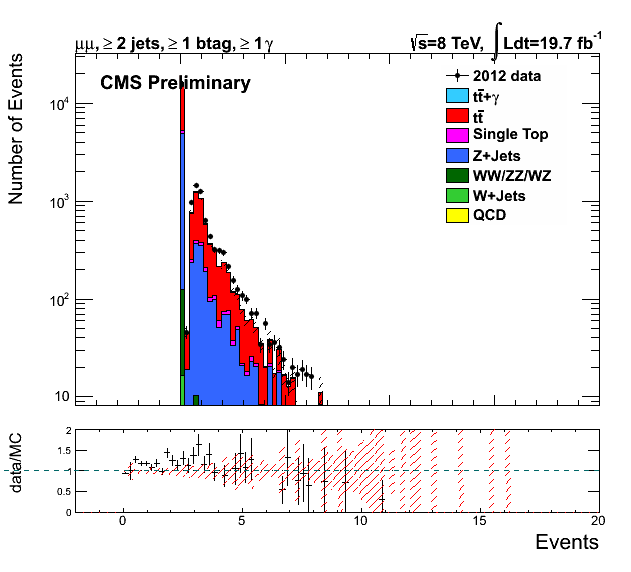 μμ, ≥ 2 jets, ≥ 1 btag, ≥ 1 γ
√s=8 TeV, ∫ Ldt=19.7 fb⁻¹
CMS Preliminary
Number of Events
10⁴
10³
10²
10
2012 data
tt̅+γ
tt̅
Single Top
Z+Jets
WW/ZZ/WZ
W+Jets
QCD
data/MC
2
1.5
1
0.5
0
0 5 10 15 20
Events